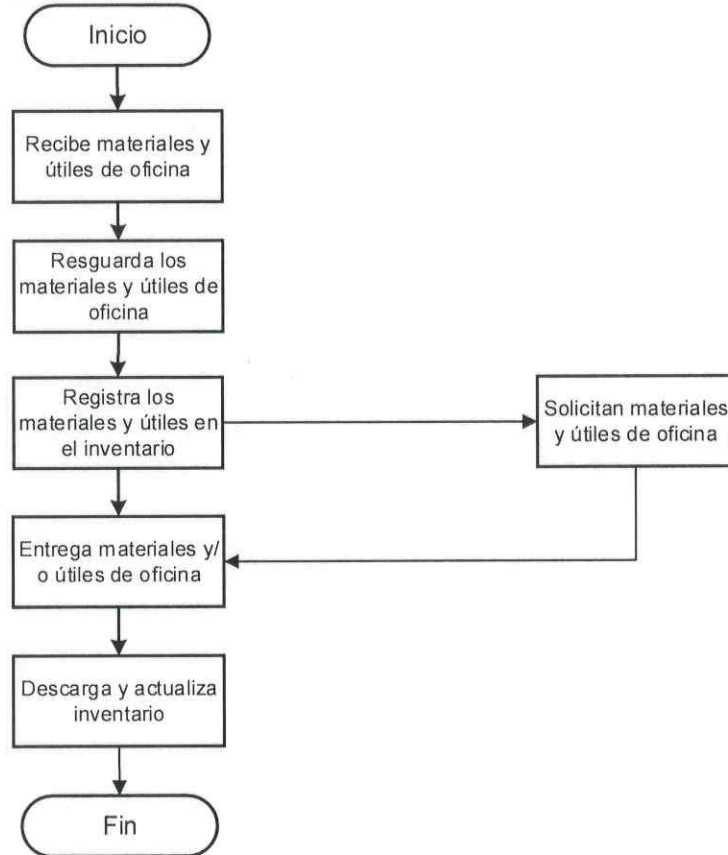 Inicio
Recibe materiales y
útiles de oficina
Resguarda los
materiales y útiles de
oficina
Registra los
materiales y útiles en
el inventario
Solicitan materiales
y útiles de oficina
Entrega materiales y/
o útiles de oficina
Descarga y actualiza
inventario
Fin